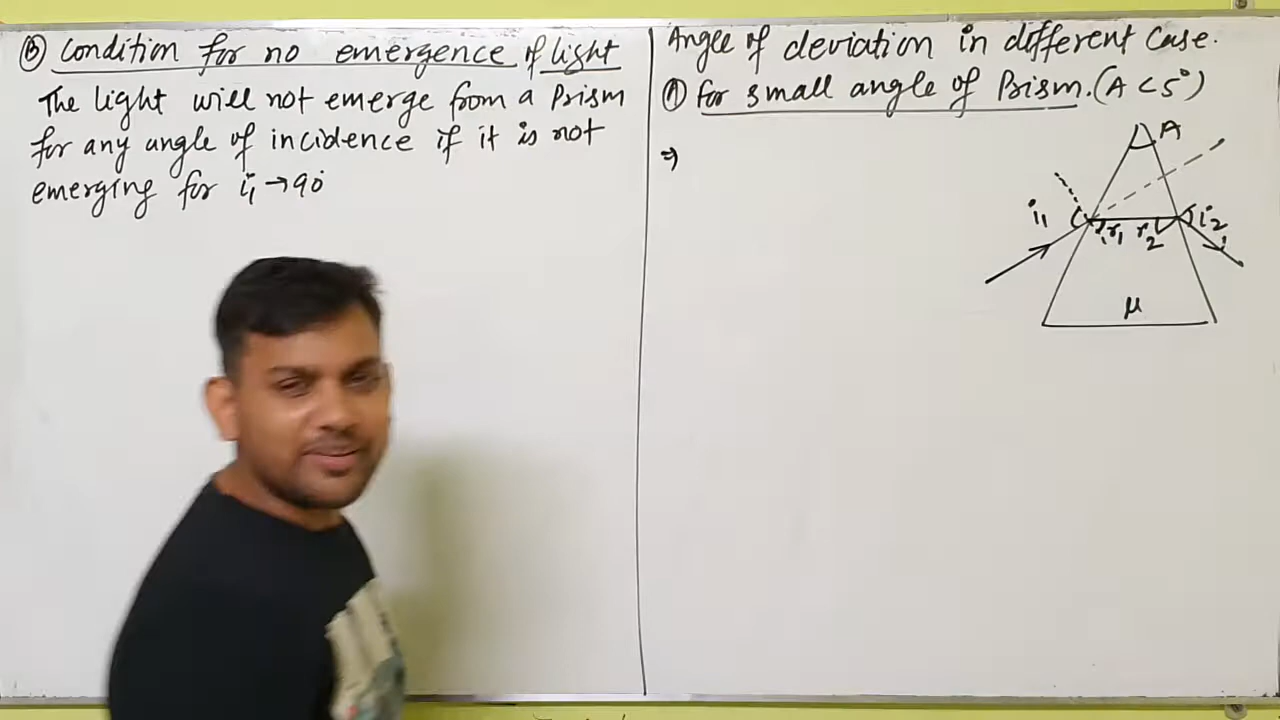 Ⓑ Condition for no emergence of light
The light will not emerge from a Prism
for any angle of incidence if it is not
emerging for i₁ → 90°
Angle of deviation in different Case.
Ⓐ for small angle of Prism. (A < 5°)
⇒
A
i₁ r₁ r₂ i₂
μ